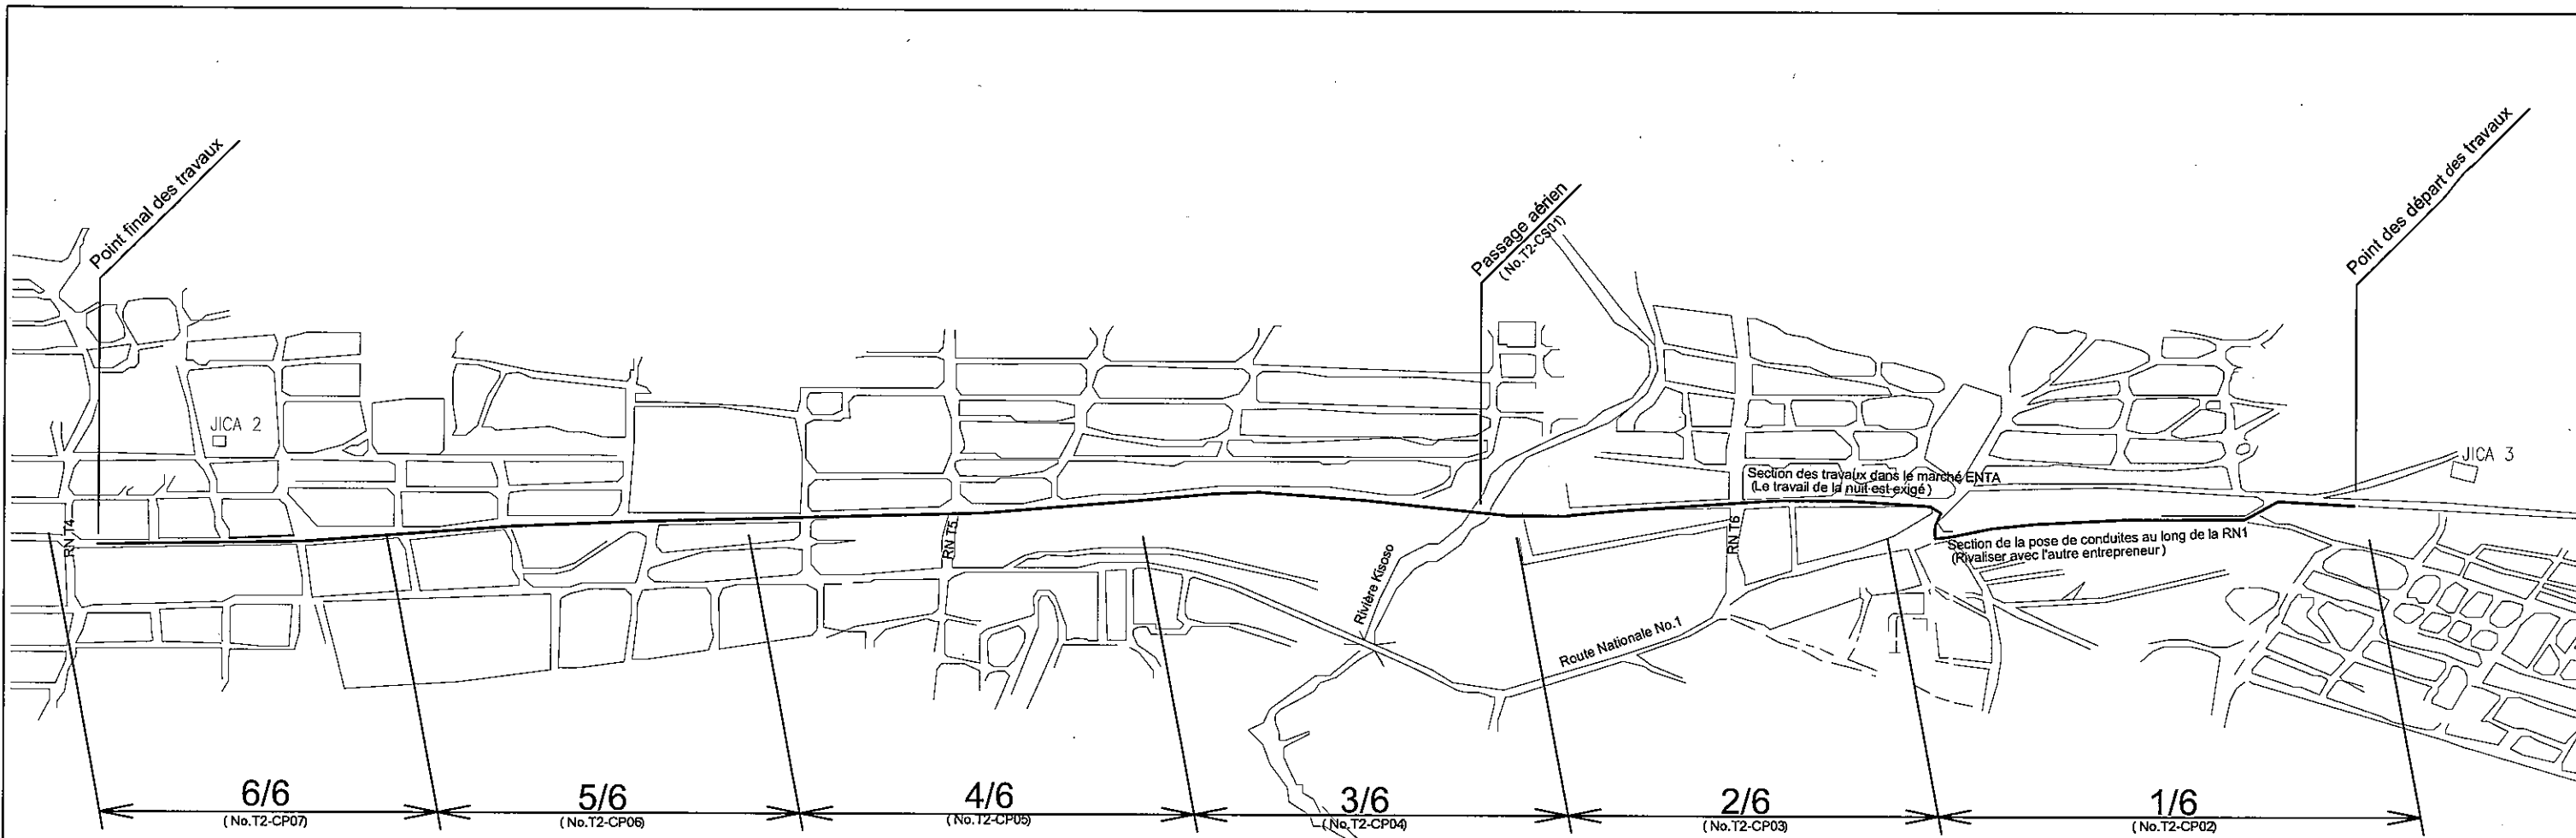 Point final des travaux
Passage aérien
( No.T2-CS01)
Point des départ des travaux
JICA 2
JICA 3
Section des travaux dans le marché ENTA
(Le travail de la nuit est exigé)
RN T4
RN T5
RN T6
Section de la pose de conduites au long de la RN1
(Rivaliser avec l'autre entrepreneur)
Rivière Kisoso
Route Nationale No.1
6/6
( No.T2-CP07)
5/6
( No.T2-CP06)
4/6
( No.T2-CP05)
3/6
( No.T2-CP04)
2/6
( No.T2-CP03)
1/6
( No.T2-CP02)